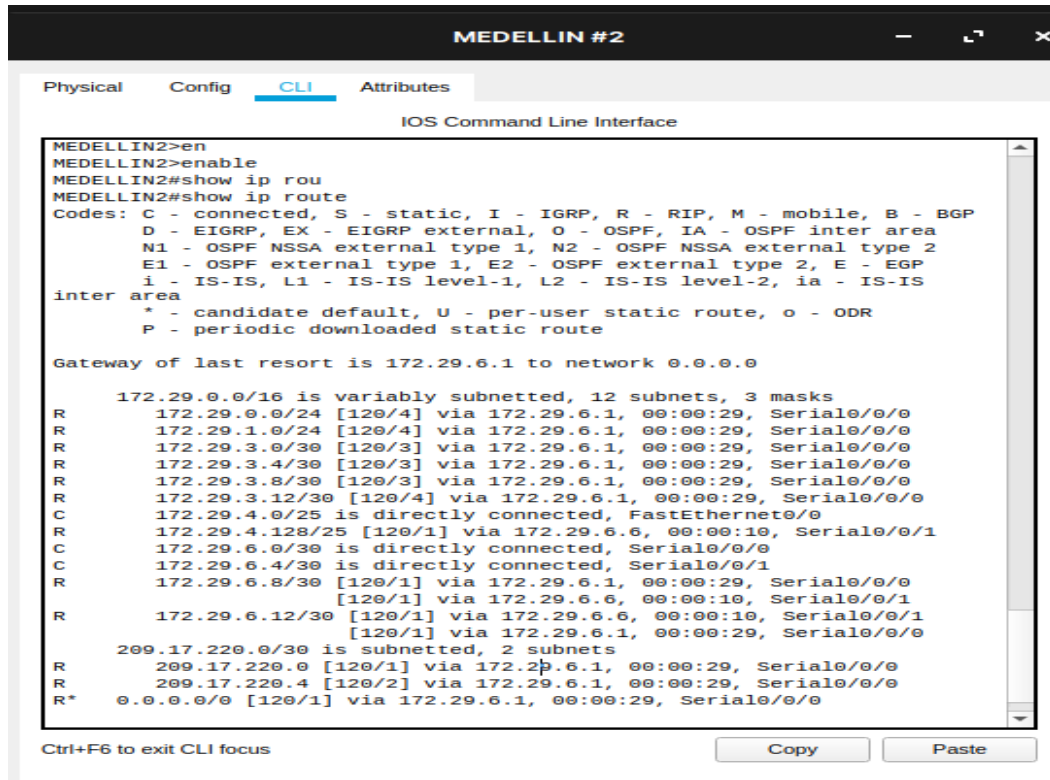 MEDELLIN #2
Physical Config CLI Attributes
IOS Command Line Interface
MEDELLIN2>en
MEDELLIN2>enable
MEDELLIN2#show ip rou
MEDELLIN2#show ip route
Codes: C - connected, S - static, I - IGRP, R - RIP, M - mobile, B - BGP
       D - EIGRP, EX - EIGRP external, O - OSPF, IA - OSPF inter area
       N1 - OSPF NSSA external type 1, N2 - OSPF NSSA external type 2
       E1 - OSPF external type 1, E2 - OSPF external type 2, E - EGP
       i - IS-IS, L1 - IS-IS level-1, L2 - IS-IS level-2, ia - IS-IS
inter area
       * - candidate default, U - per-user static route, o - ODR
       P - periodic downloaded static route
Gateway of last resort is 172.29.6.1 to network 0.0.0.0
     172.29.0.0/16 is variably subnetted, 12 subnets, 3 masks
R       172.29.0.0/24 [120/4] via 172.29.6.1, 00:00:29, Serial0/0/0
R       172.29.1.0/24 [120/4] via 172.29.6.1, 00:00:29, Serial0/0/0
R       172.29.3.0/30 [120/3] via 172.29.6.1, 00:00:29, Serial0/0/0
R       172.29.3.4/30 [120/3] via 172.29.6.1, 00:00:29, Serial0/0/0
R       172.29.3.8/30 [120/3] via 172.29.6.1, 00:00:29, Serial0/0/0
R       172.29.3.12/30 [120/4] via 172.29.6.1, 00:00:29, Serial0/0/0
C       172.29.4.0/25 is directly connected, FastEthernet0/0
R       172.29.4.128/25 [120/1] via 172.29.6.6, 00:00:10, Serial0/0/1
C       172.29.6.0/30 is directly connected, Serial0/0/0
C       172.29.6.4/30 is directly connected, Serial0/0/1
R       172.29.6.8/30 [120/1] via 172.29.6.1, 00:00:29, Serial0/0/0
                      [120/1] via 172.29.6.6, 00:00:10, Serial0/0/1
R       172.29.6.12/30 [120/1] via 172.29.6.6, 00:00:10, Serial0/0/1
                       [120/1] via 172.29.6.1, 00:00:29, Serial0/0/0
     209.17.220.0/30 is subnetted, 2 subnets
R       209.17.220.0 [120/1] via 172.29.6.1, 00:00:29, Serial0/0/0
R       209.17.220.4 [120/2] via 172.29.6.1, 00:00:29, Serial0/0/0
R*   0.0.0.0/0 [120/1] via 172.29.6.1, 00:00:29, Serial0/0/0
Ctrl+F6 to exit CLI focus Copy Paste